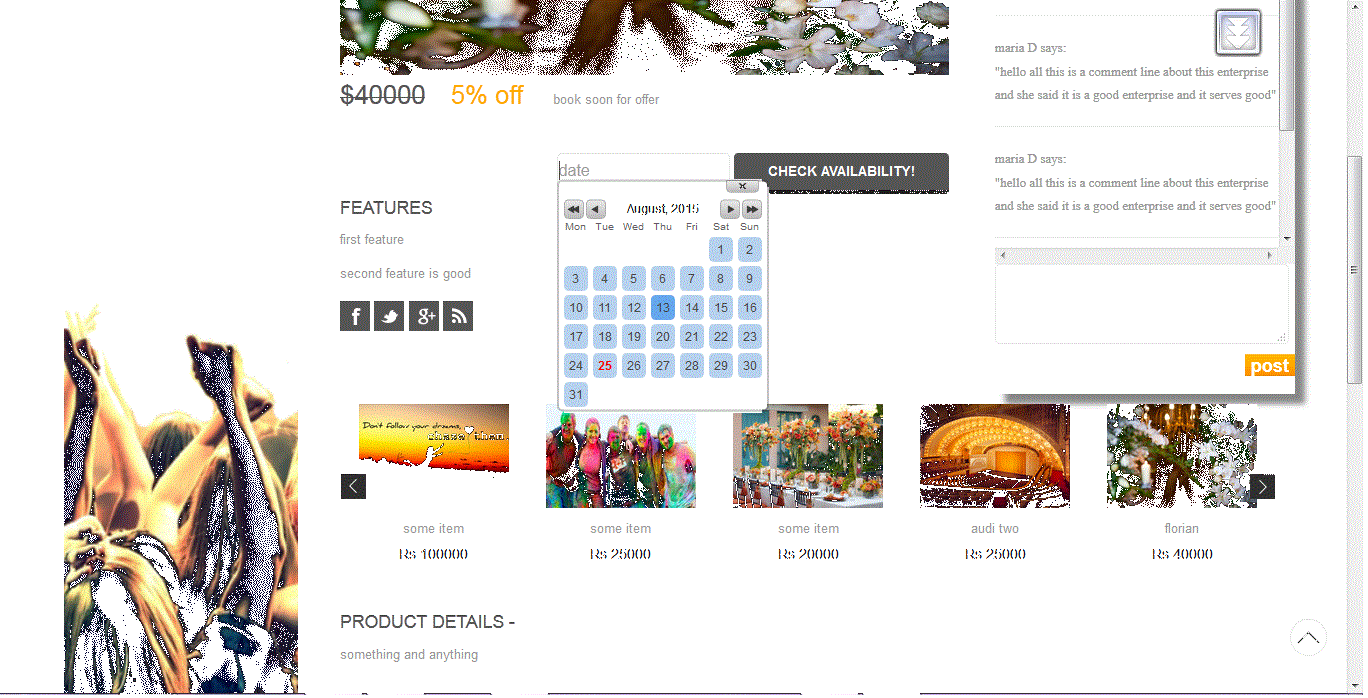 $40000 5% off book soon for offer
date CHECK AVAILABILITY!
FEATURES
first feature
second feature is good
August, 2015
Mon Tue Wed Thu Fri Sat Sun
1 2
3 4 5 6 7 8 9
10 11 12 13 14 15 16
17 18 19 20 21 22 23
24 25 26 27 28 29 30
31
maria D says:
"hello all this is a comment line about this enterprise
and she said it is a good enterprise and it serves good"
maria D says:
"hello all this is a comment line about this enterprise
and she said it is a good enterprise and it serves good"
post
Don't follow your dreams,
chase them.
some item some item some item audi two florian
Rs 100000 Rs 25000 Rs 20000 Rs 25000 Rs 40000
PRODUCT DETAILS -
something and anything